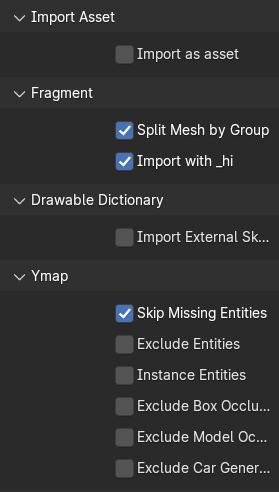 Import Asset
Import as asset
Fragment
Split Mesh by Group
Import with _hi
Drawable Dictionary
Import External Sk...
Ymap
Skip Missing Entities
Exclude Entities
Instance Entities
Exclude Box Occlu...
Exclude Model Oc...
Exclude Car Gener...